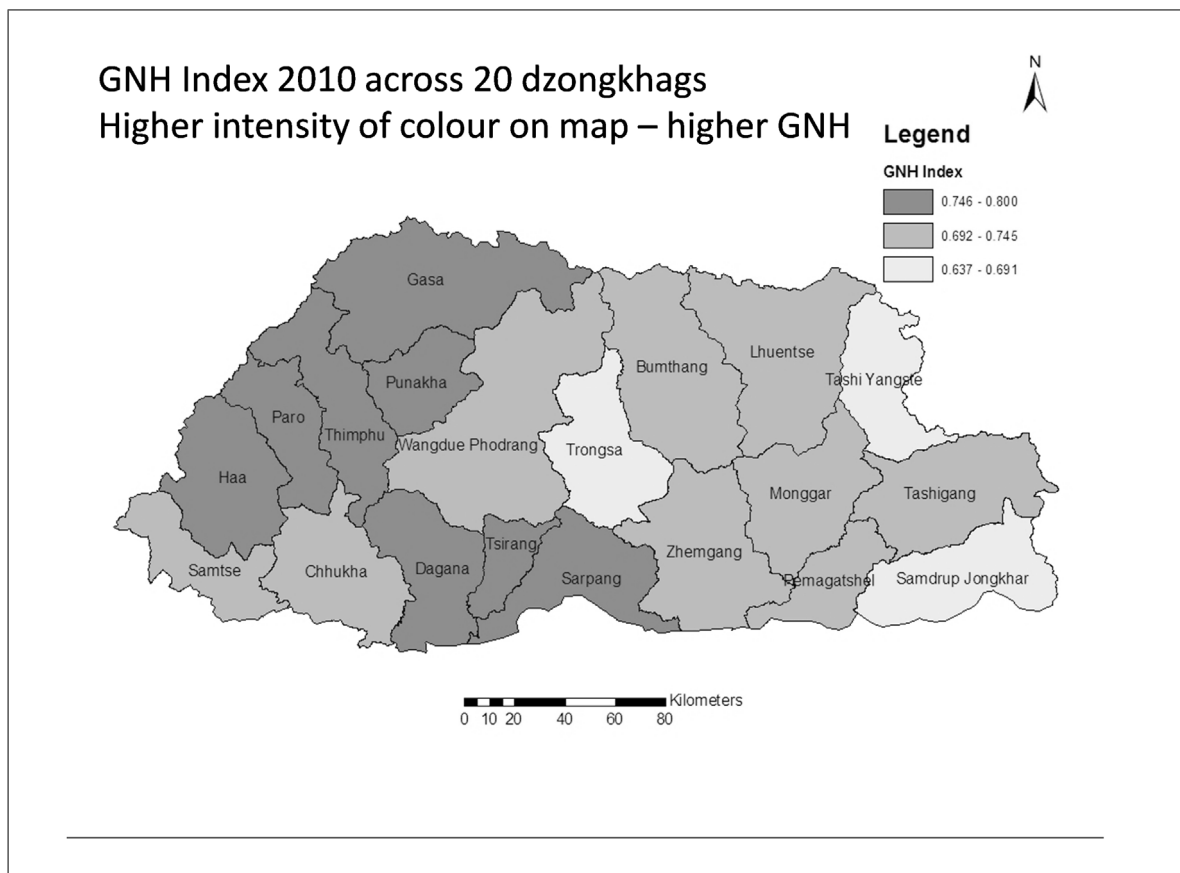 GNH Index 2010 across 20 dzongkhags
Higher intensity of colour on map – higher GNH
N
Legend
GNH Index
0.746 - 0.800
0.692 - 0.745
0.637 - 0.691
Gasa
Punakha
Paro
Thimphu
Haa
Wangdue Phodrang
Trongsa
Bumthang
Lhuentse
Tashi Yangste
Monggar
Tashigang
Samtse
Chhukha
Dagana
Tsirang
Sarpang
Zhemgang
Pemagatshel
Samdrup Jongkhar
Kilometers
0 10 20 40 60 80